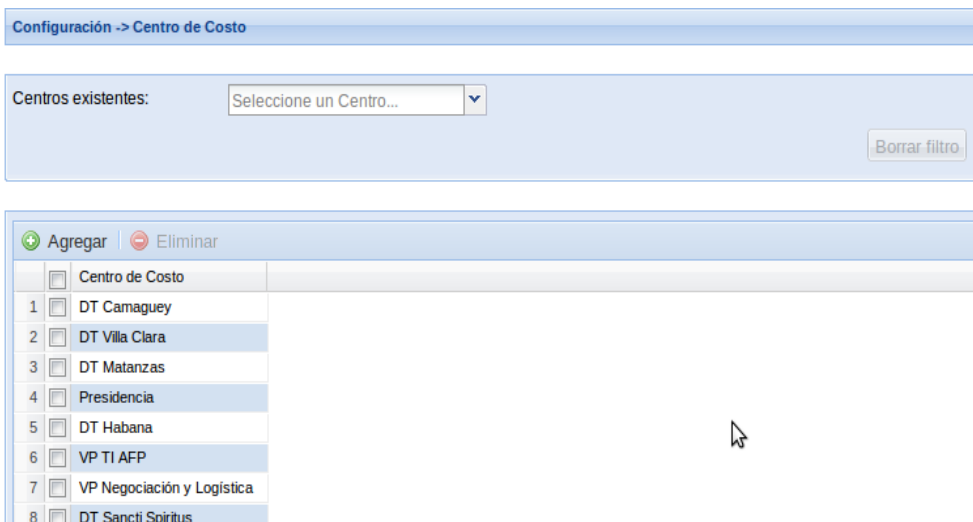 Configuración -> Centro de Costo
Centros existentes: Seleccione un Centro...
Borrar filtro
Agregar Eliminar
Centro de Costo
1 DT Camaguey
2 DT Villa Clara
3 DT Matanzas
4 Presidencia
5 DT Habana
6 VP TI AFP
7 VP Negociación y Logística
8 DT Sancti Spiritus